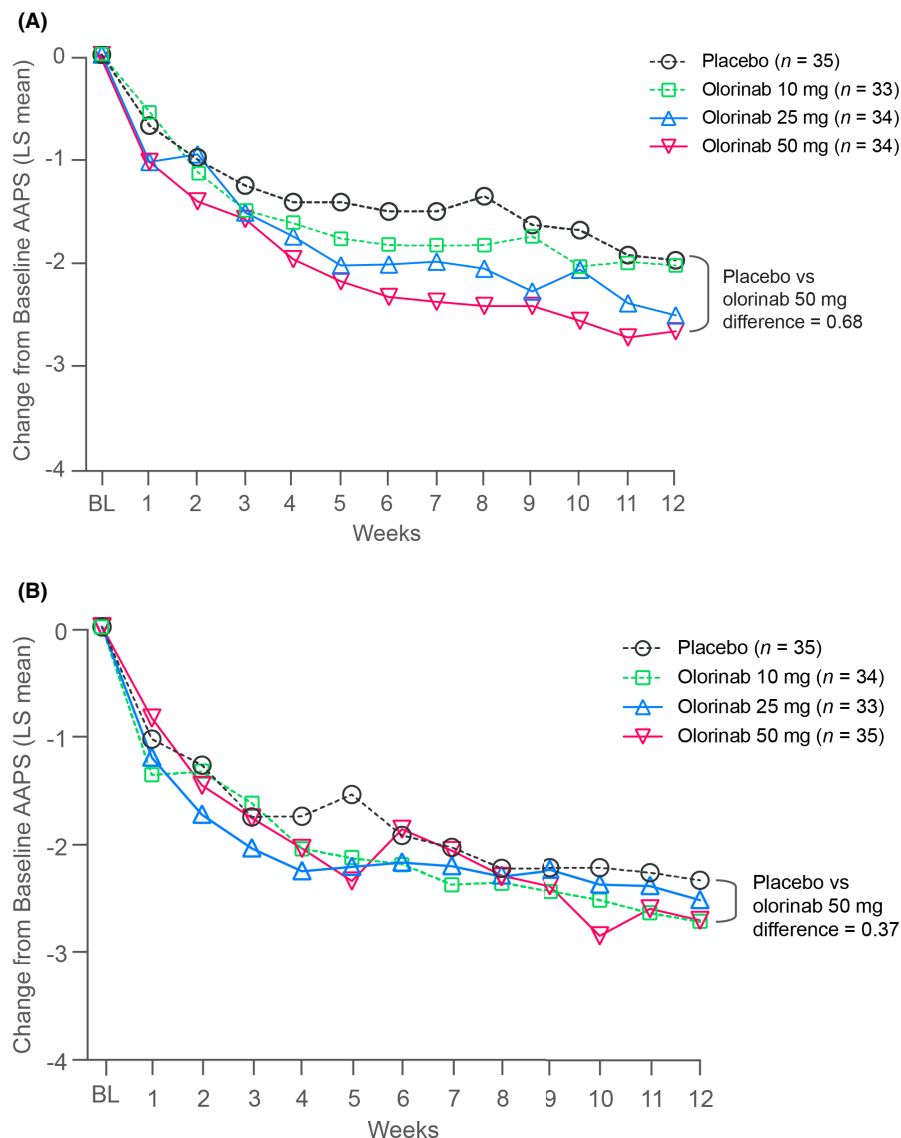 (A)
Change from Baseline AAPS (LS mean)
0
-1
-2
-3
-4
BL 1 2 3 4 5 6 7 8 9 10 11 12
Weeks
Placebo (n = 35)
Olorinab 10 mg (n = 33)
Olorinab 25 mg (n = 34)
Olorinab 50 mg (n = 34)
Placebo vs
olorinab 50 mg
difference = 0.68
(B)
Change from Baseline AAPS (LS mean)
0
-1
-2
-3
-4
BL 1 2 3 4 5 6 7 8 9 10 11 12
Weeks
Placebo (n = 35)
Olorinab 10 mg (n = 34)
Olorinab 25 mg (n = 33)
Olorinab 50 mg (n = 35)
Placebo vs
olorinab 50 mg
difference = 0.37